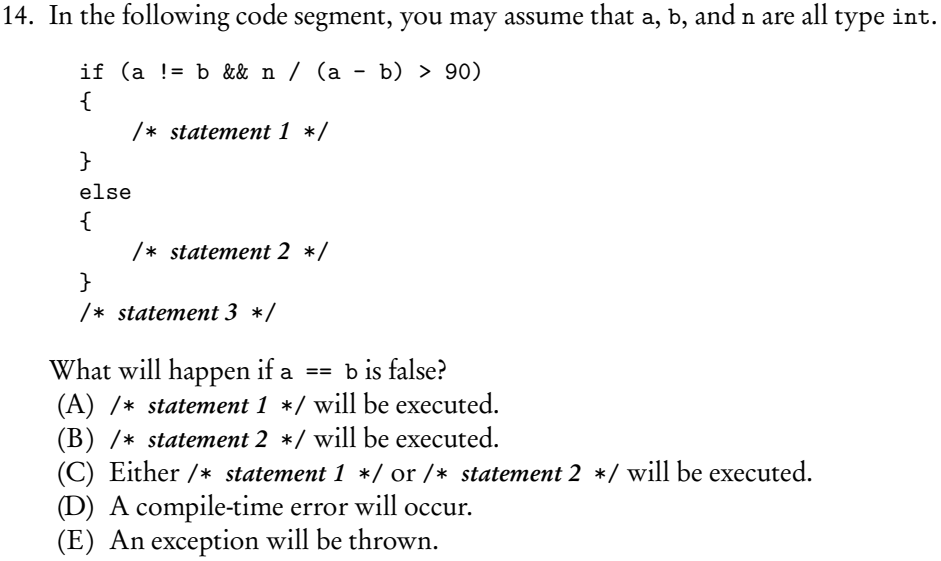 14. In the following code segment, you may assume that a, b, and n are all type int.
if (a != b && n / (a - b) > 90)
{
/* statement 1 */
}
else
{
/* statement 2 */
}
/* statement 3 */
What will happen if a == b is false?
(A) /* statement 1 */ will be executed.
(B) /* statement 2 */ will be executed.
(C) Either /* statement 1 */ or /* statement 2 */ will be executed.
(D) A compile-time error will occur.
(E) An exception will be thrown.